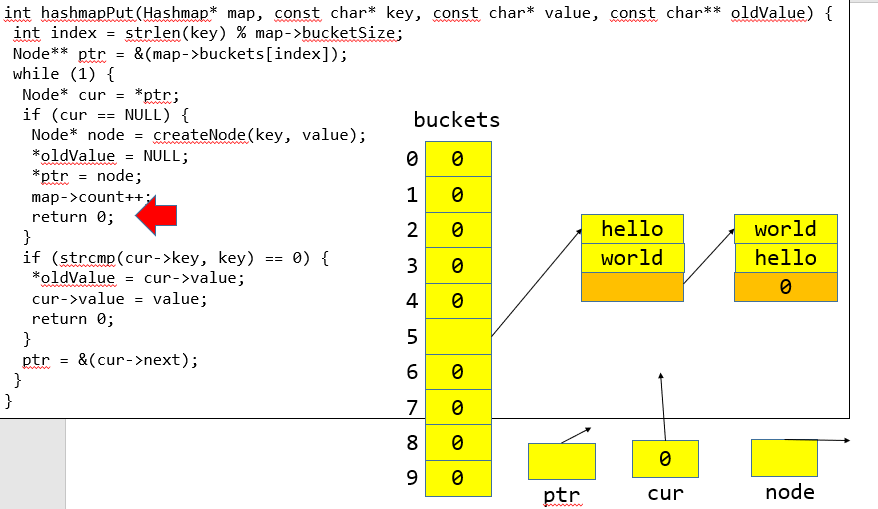 int hashmapPut(Hashmap* map, const char* key, const char* value, const char** oldValue) {
int index = strlen(key) % map->bucketSize;
Node** ptr = &(map->buckets[index]);
while (1) {
Node* cur = *ptr;
if (cur == NULL) {
Node* node = createNode(key, value);
*oldValue = NULL;
*ptr = node;
map->count++;
return 0;
}
if (strcmp(cur->key, key) == 0) {
*oldValue = cur->value;
cur->value = value;
return 0;
}
ptr = &(cur->next);
}
}
buckets
0 0
1 0
2 0
3 0
4 0
5
6 0
7 0
8 0
9 0
hello
world
world
hello
0
ptr
0
cur
node